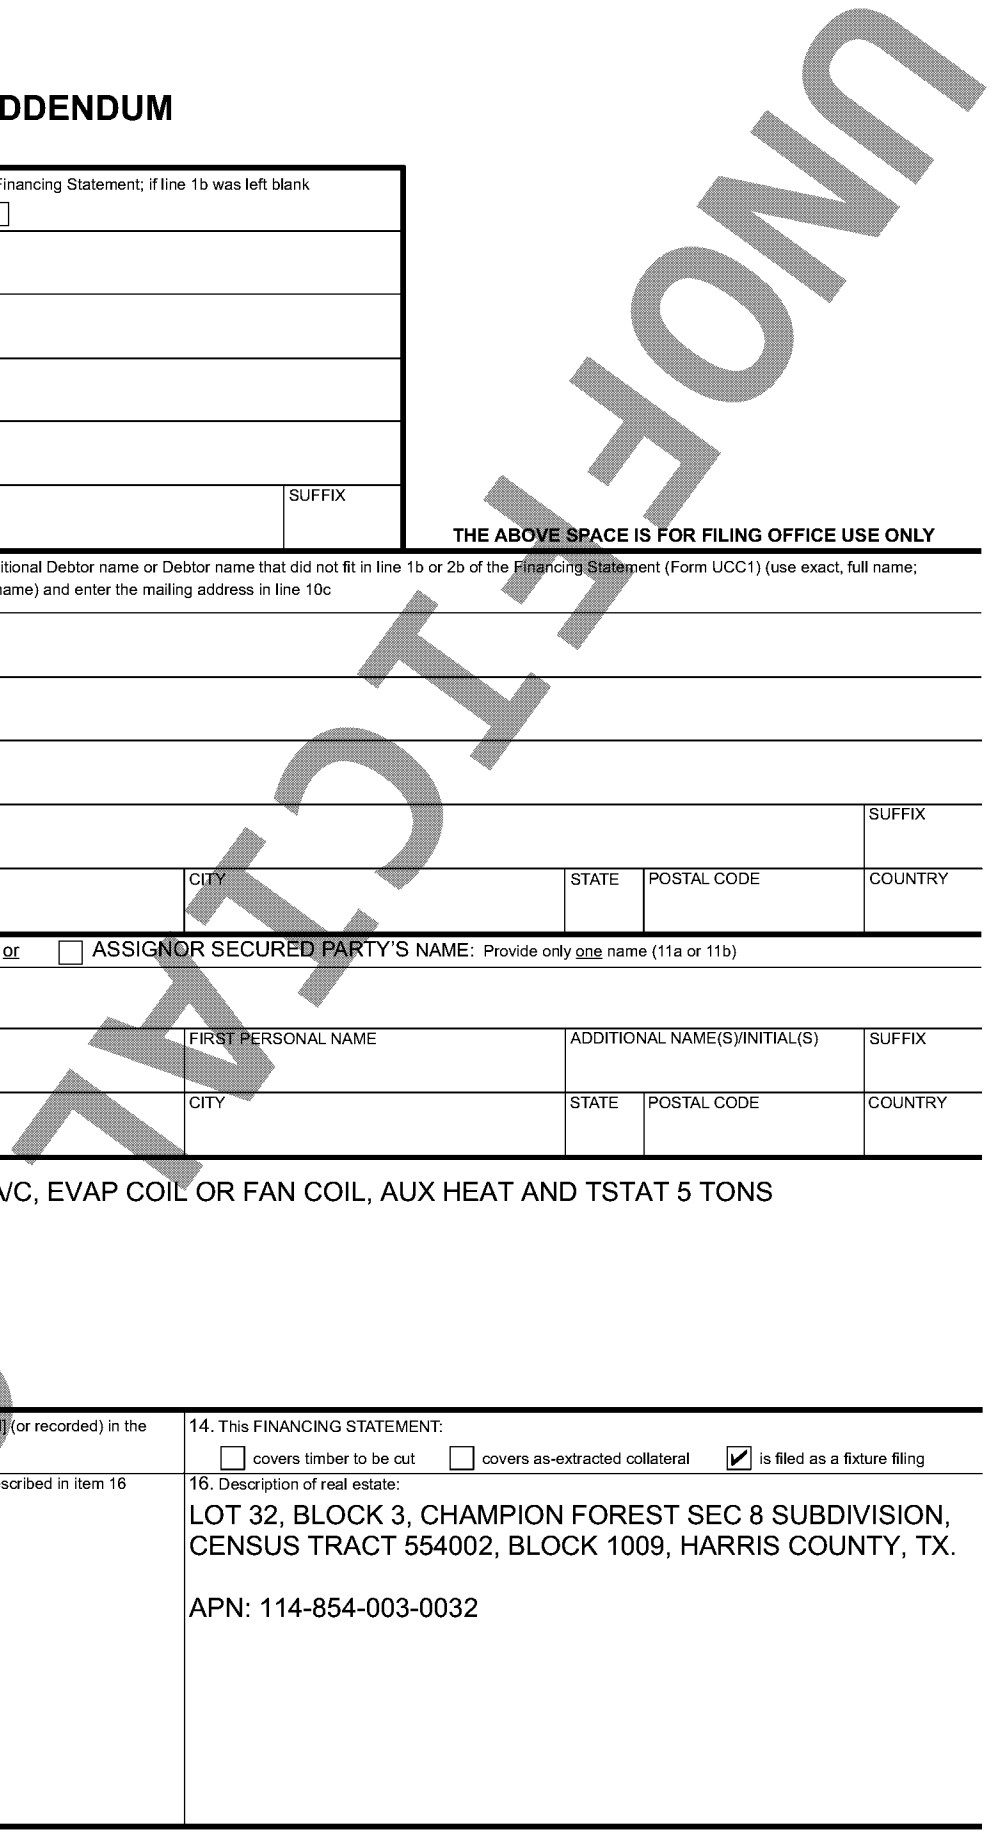 DDENDUM
Financing Statement; if line 1b was left blank
SUFFIX
THE ABOVE SPACE IS FOR FILING OFFICE USE ONLY
itional Debtor name or Debtor name that did not fit in line 1b or 2b of the Financing Statement (Form UCC1) (use exact, full name;
name) and enter the mailing address in line 10c
SUFFIX
CITY STATE POSTAL CODE COUNTRY
or ASSIGNOR SECURED PARTY'S NAME: Provide only one name (11a or 11b)
FIRST PERSONAL NAME ADDITIONAL NAME(S)/INITIAL(S) SUFFIX
CITY STATE POSTAL CODE COUNTRY
A/C, EVAP COIL OR FAN COIL, AUX HEAT AND TSTAT 5 TONS
(or recorded) in the
14. This FINANCING STATEMENT:
covers timber to be cut covers as-extracted collateral is filed as a fixture filing
scribed in item 16
16. Description of real estate:
LOT 32, BLOCK 3, CHAMPION FOREST SEC 8 SUBDIVISION,
CENSUS TRACT 554002, BLOCK 1009, HARRIS COUNTY, TX.
APN: 114-854-003-0032
UNOFFICIAL